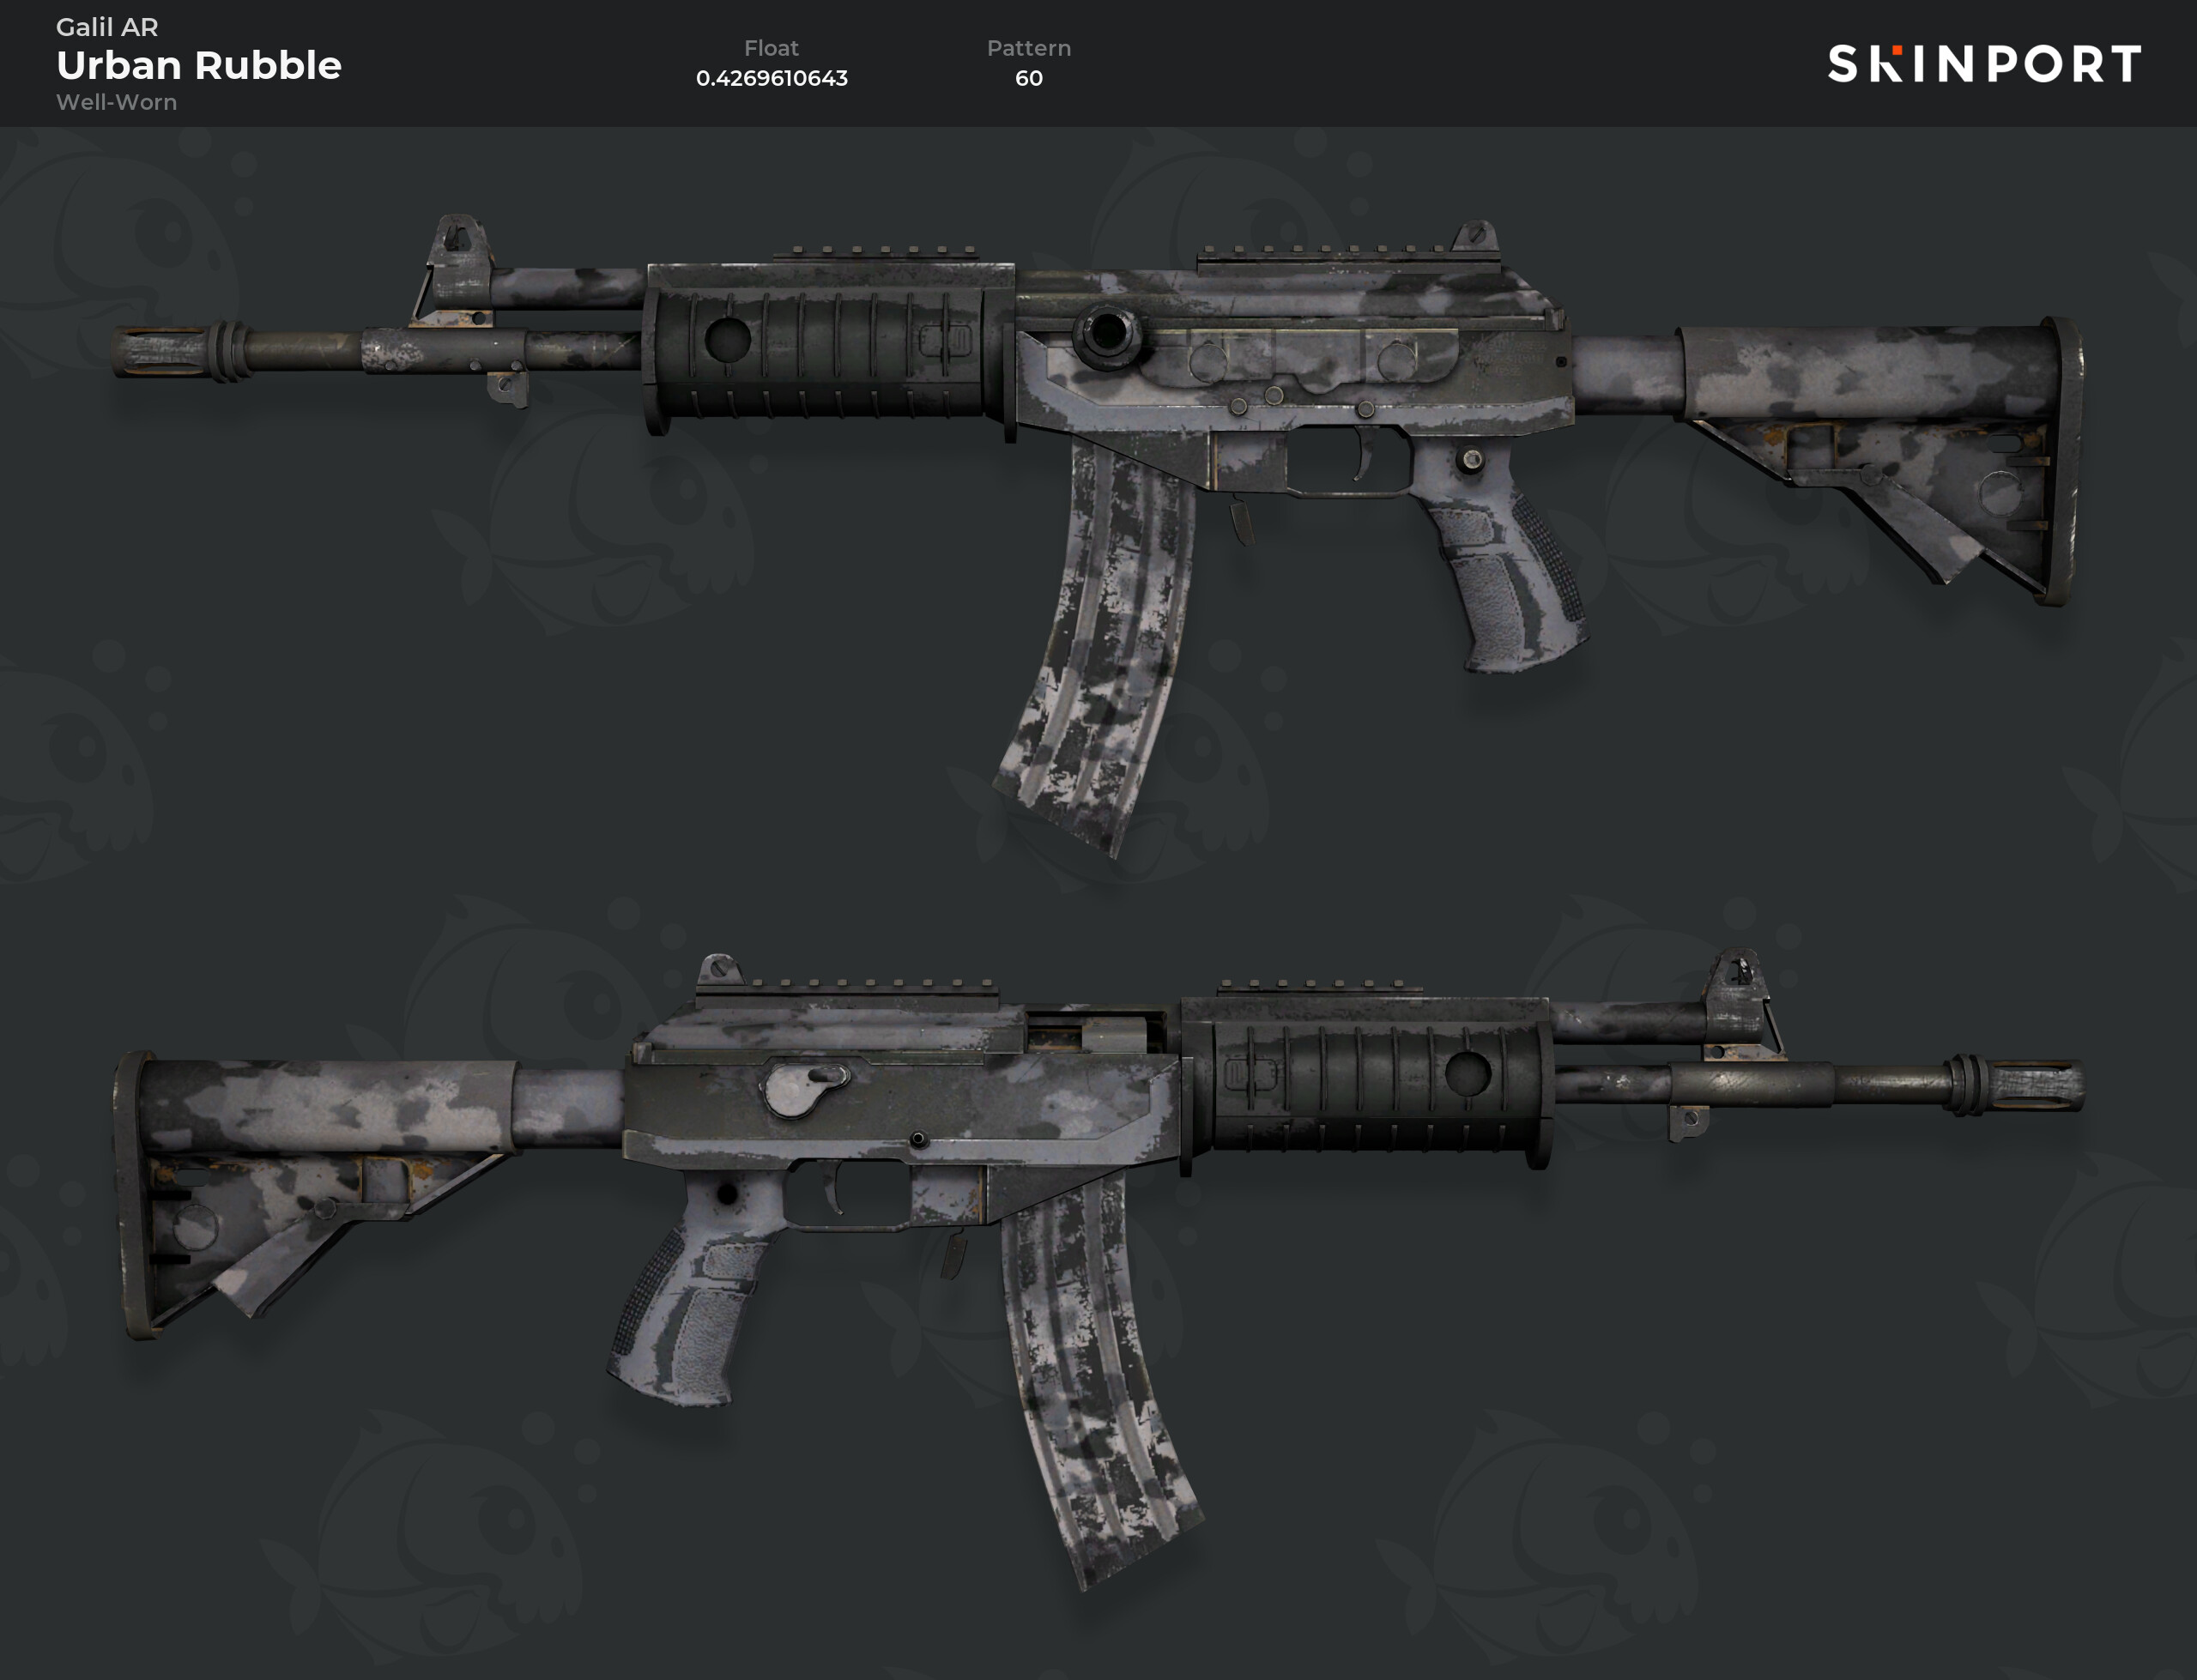 Galil AR
Urban Rubble
Well-Worn
Float
0.4269610643
Pattern
60
SKINPORT